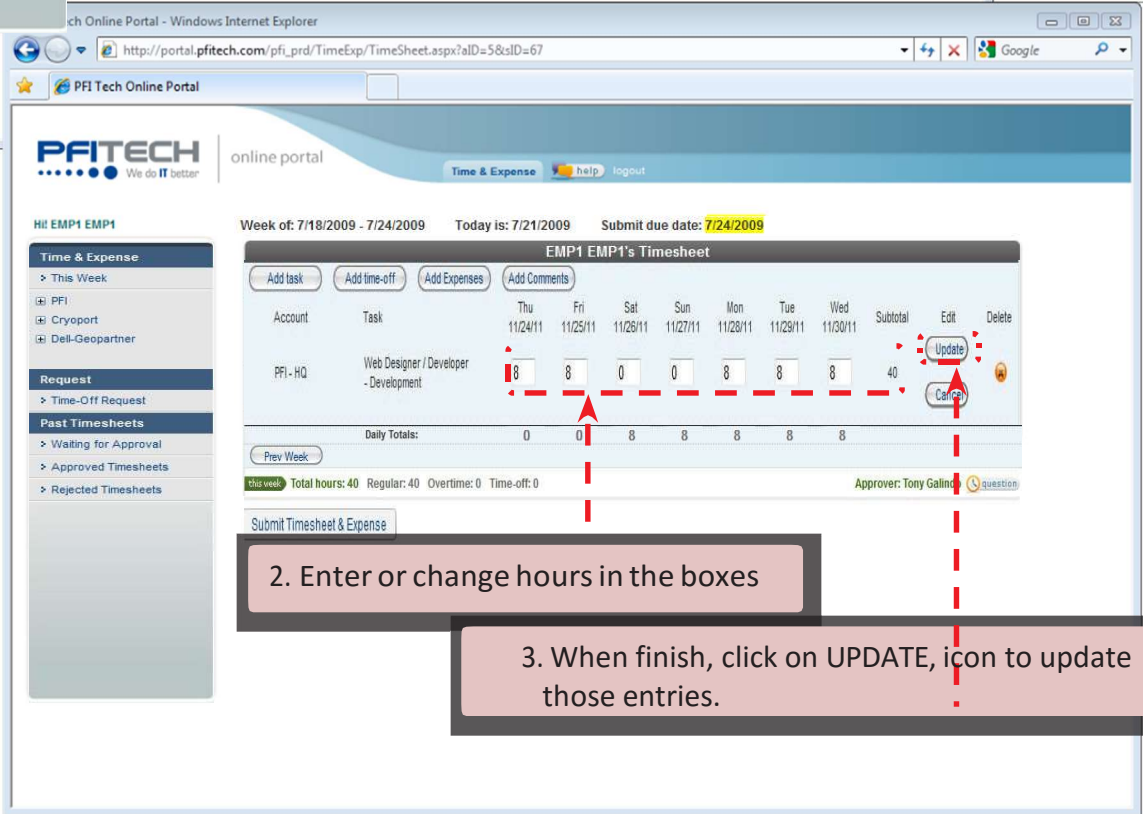 ch Online Portal - Windows Internet Explorer
http://portal.pfitech.com/pfi_prd/TimeExp/TimeSheet.aspx?aID=5&sID=67
Google
PFI Tech Online Portal
PFITECH
We do IT better
online portal
Time & Expense help logout
Hi! EMP1 EMP1
Week of: 7/18/2009 - 7/24/2009 Today is: 7/21/2009 Submit due date: 7/24/2009
Time & Expense
This Week
PFI
Cryoport
Dell-Geopartner
Request
Time-Off Request
Past Timesheets
Waiting for Approval
Approved Timesheets
Rejected Timesheets
EMP1 EMP1's Timesheet
Add task Add time-off Add Expenses Add Comments
Account Task Thu Fri Sat Sun Mon Tue Wed Subtotal Edit Delete
11/24/11 11/25/11 11/26/11 11/27/11 11/28/11 11/29/11 11/30/11
Update
PFI - HQ Web Designer / Developer 8 8 0 0 8 8 8 40
- Development
Cancel
Daily Totals: 0 0 8 8 8 8 8
Prev Week
this week Total hours: 40 Regular: 40 Overtime: 0 Time-off: 0 Approver: Tony Galindo question
Submit Timesheet & Expense
2. Enter or change hours in the boxes
3. When finish, click on UPDATE, icon to update
those entries.